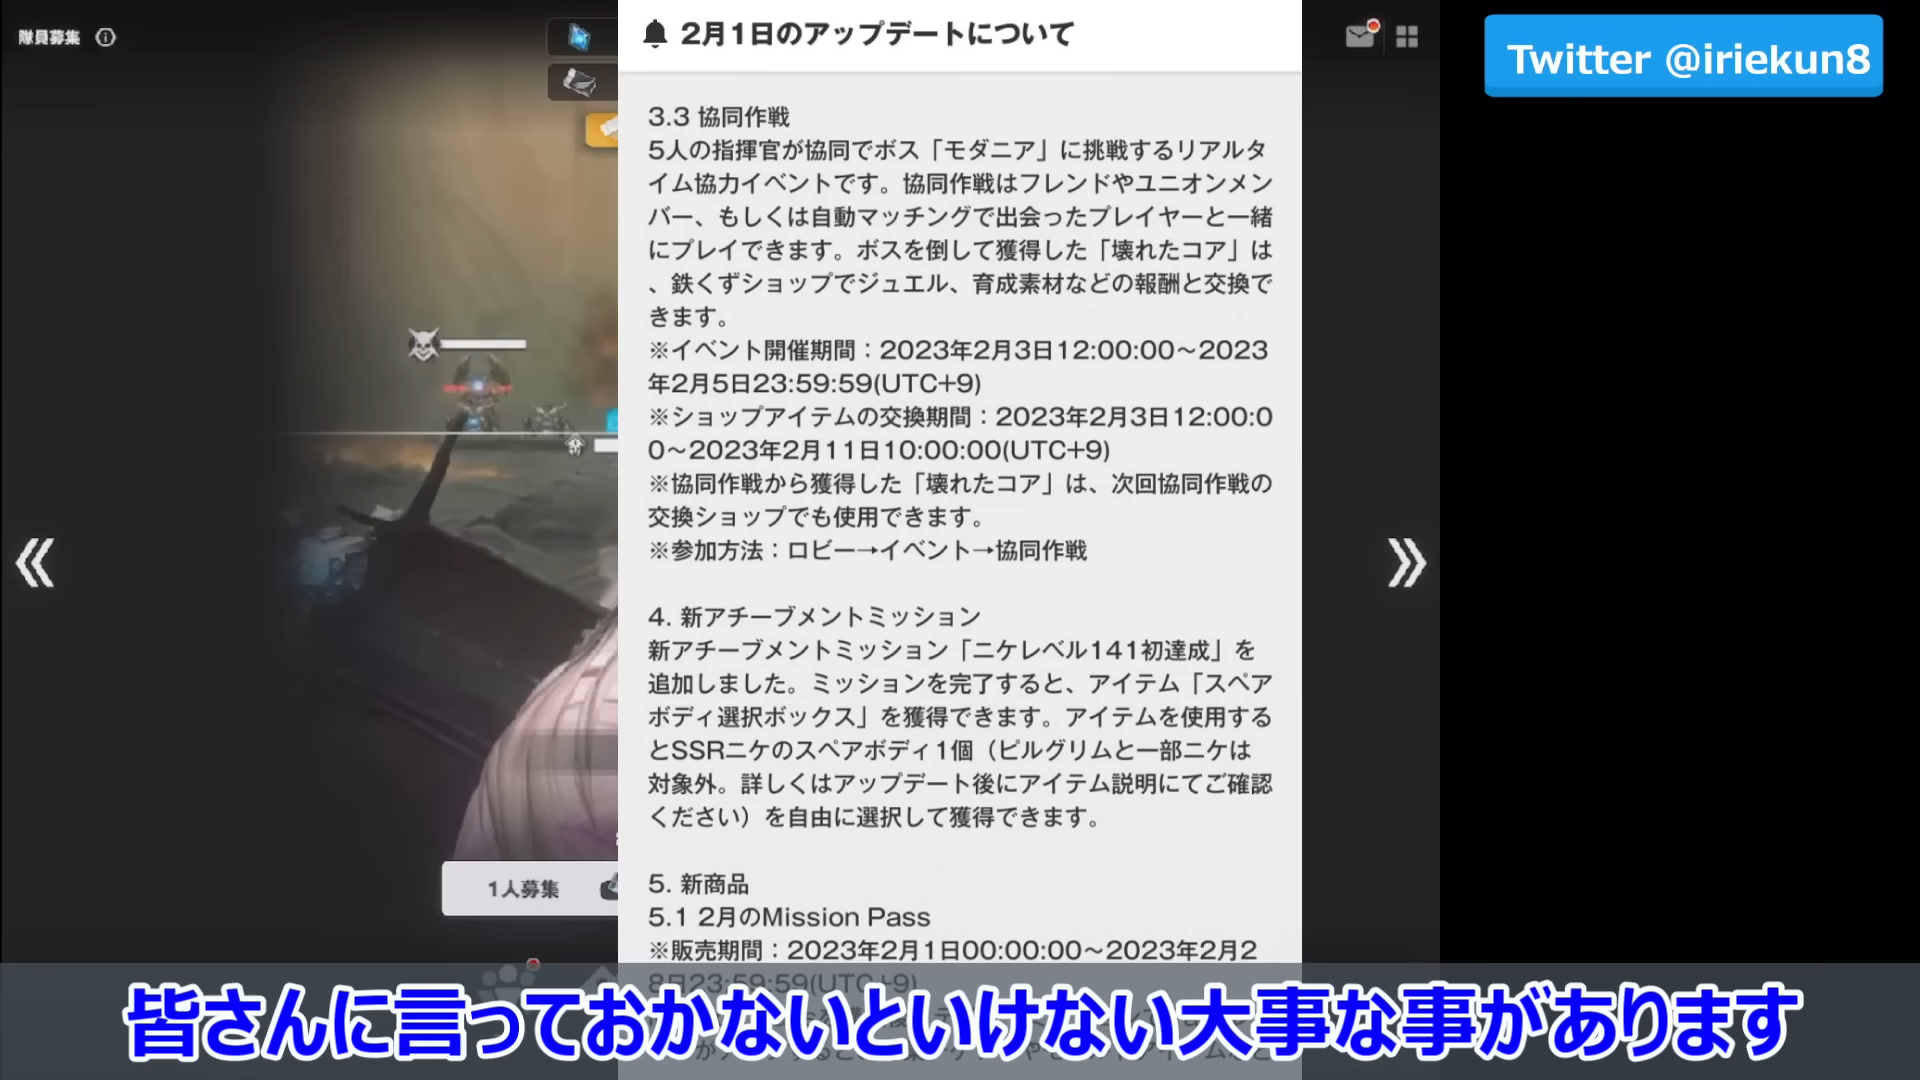 隊員募集
2月1日のアップデートについて
Twitter @iriekun8
3.3 協同作戦
5人の指揮官が協同でボス「モダニア」に挑戦するリアルタ
イム協力イベントです。協同作戦はフレンドやユニオンメン
バー、もしくは自動マッチングで出会ったプレイヤーと一緒
にプレイできます。ボスを倒して獲得した「壊れたコア」は
、鉄くずショップでジュエル、育成素材などの報酬と交換で
きます。
※イベント開催期間：2023年2月3日12:00:00～2023
年2月5日23:59:59(UTC+9)
※ショップアイテムの交換期間：2023年2月3日12:00:0
0～2023年2月11日10:00:00(UTC+9)
※協同作戦から獲得した「壊れたコア」は、次回協同作戦の
交換ショップでも使用できます。
※参加方法：ロビー→イベント→協同作戦
4. 新アチーブメントミッション
新アチーブメントミッション「ニケレベル141初達成」を
追加しました。ミッションを完了すると、アイテム「スペア
ボディ選択ボックス」を獲得できます。アイテムを使用する
とSSRニケのスペアボディ1個（ピルグリムと一部ニケは
対象外。詳しくはアップデート後にアイテム説明にてご確認
ください）を自由に選択して獲得できます。
1人募集
5. 新商品
5.1 2月のMission Pass
※販売期間：2023年2月1日00:00:00～2023年2月2
8日23:59:59(UTC+9)
皆さんに言っておかないといけない大事な事があります